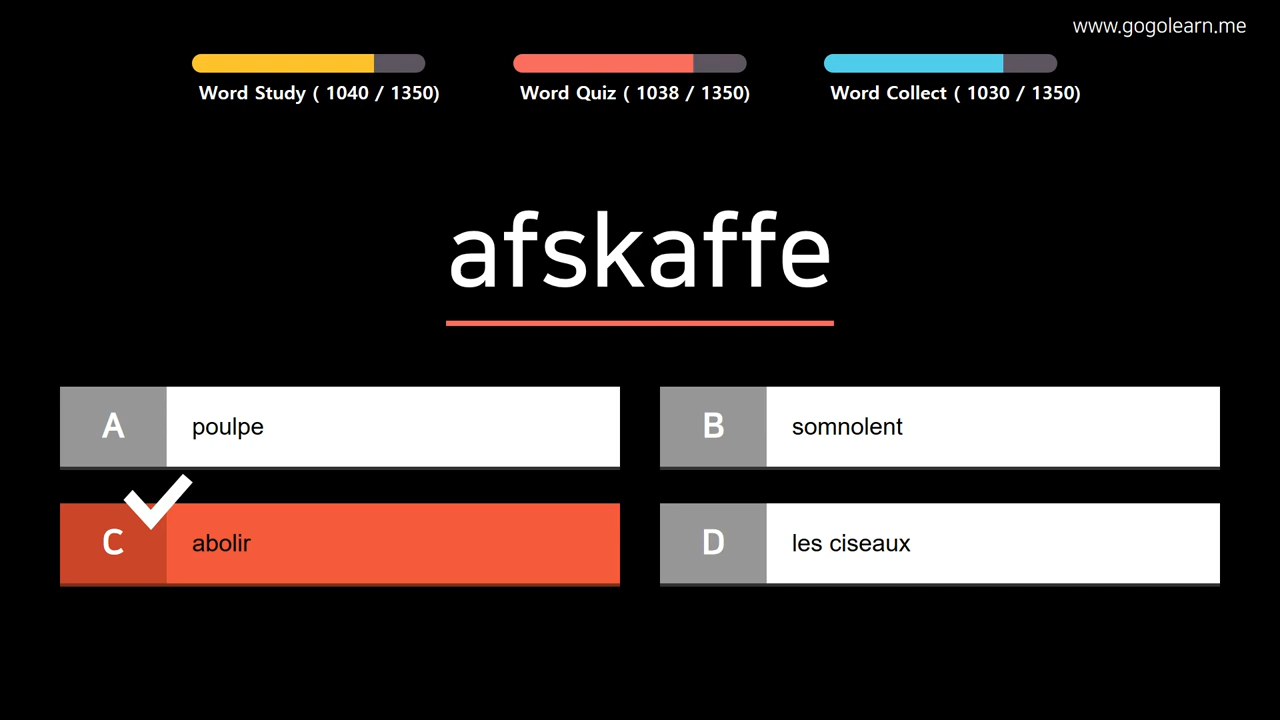 www.gogolearn.me
Word Study ( 1040 / 1350)
Word Quiz ( 1038 / 1350)
Word Collect ( 1030 / 1350)
afskaffe
A poulpe
B somnolent
C abolir
D les ciseaux